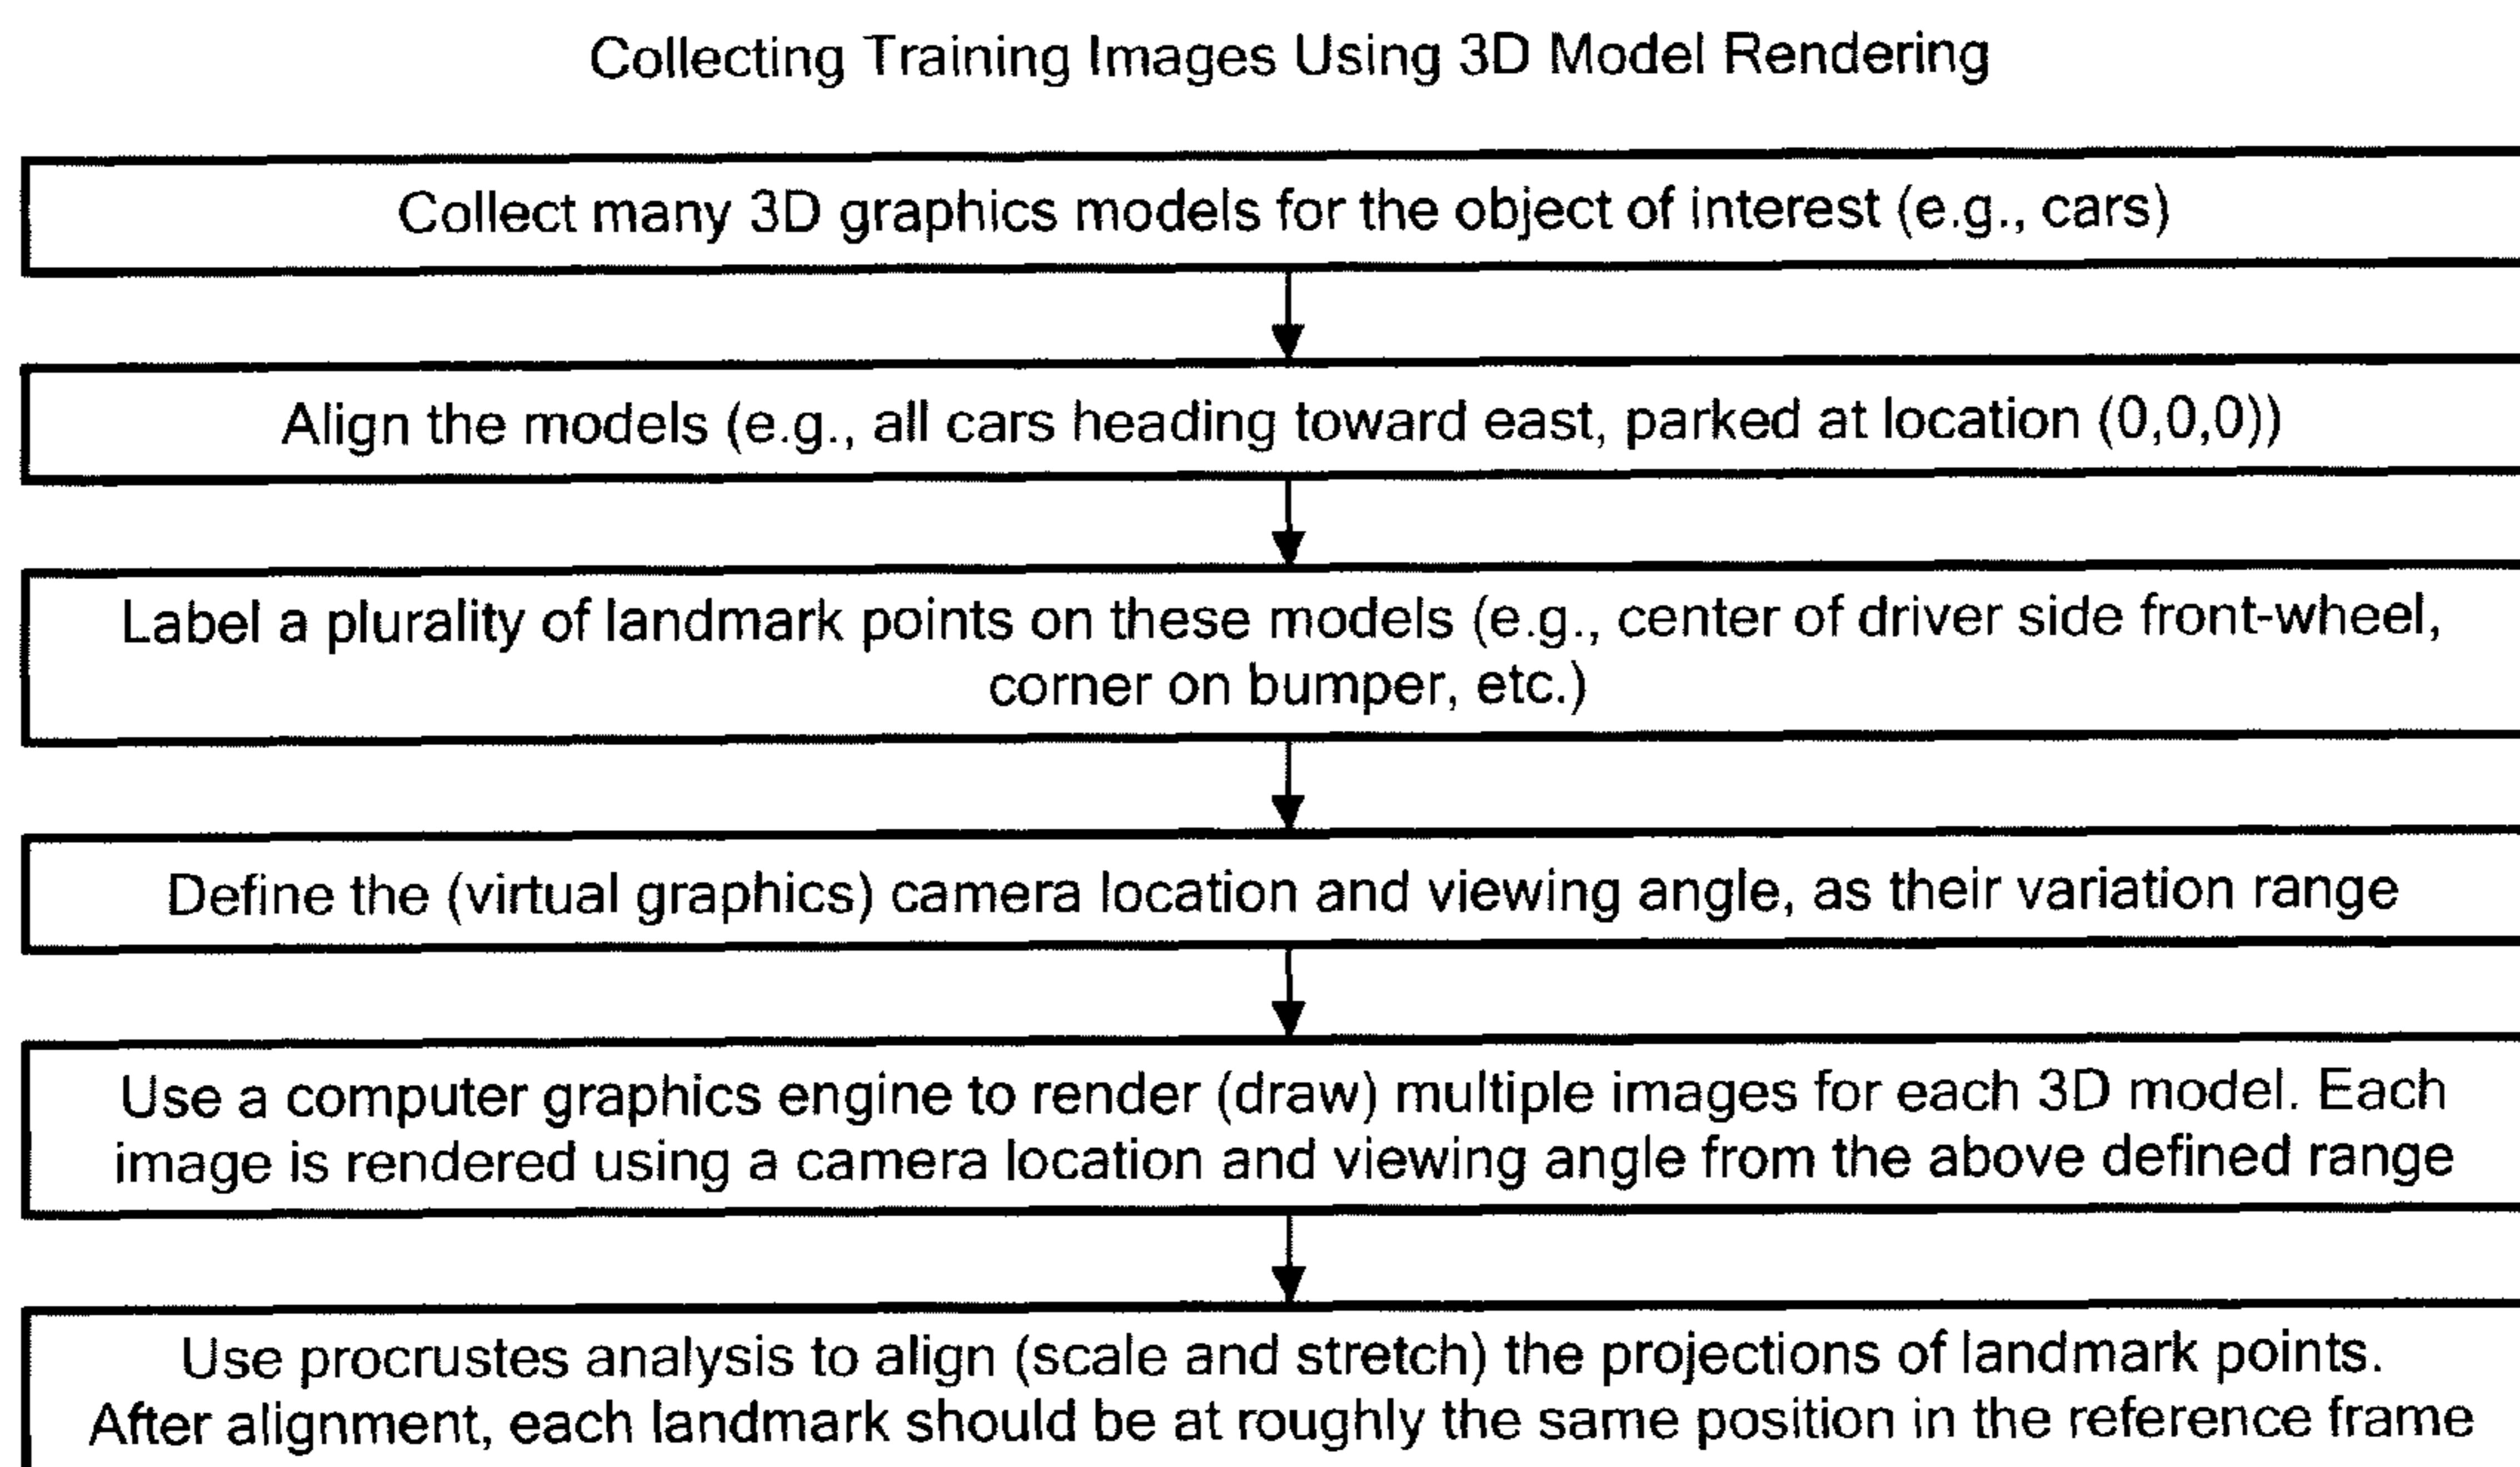 Collecting Training Images Using 3D Model Rendering
Collect many 3D graphics models for the object of interest (e.g., cars)
Align the models (e.g., all cars heading toward east, parked at location (0,0,0))
Label a plurality of landmark points on these models (e.g., center of driver side front-wheel,
corner on bumper, etc.)
Define the (virtual graphics) camera location and viewing angle, as their variation range
Use a computer graphics engine to render (draw) multiple images for each 3D model. Each
image is rendered using a camera location and viewing angle from the above defined range
Use procrustes analysis to align (scale and stretch) the projections of landmark points.
After alignment, each landmark should be at roughly the same position in the reference frame